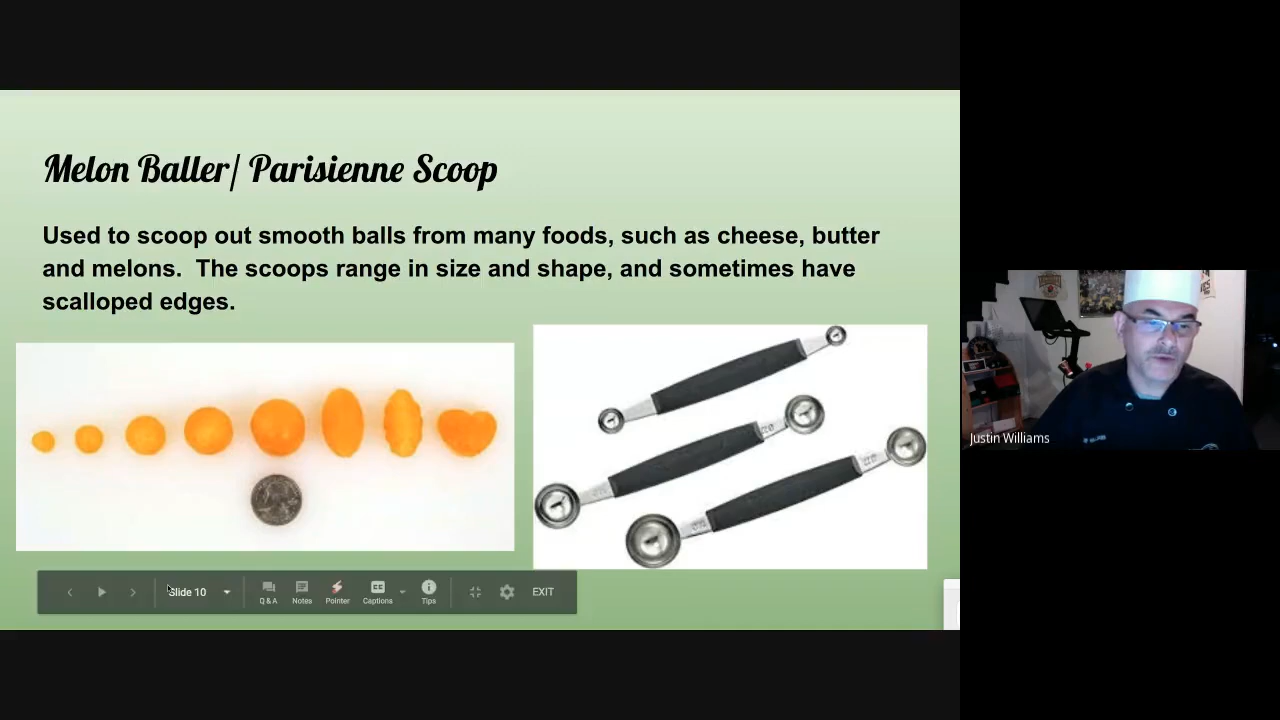 Melon Baller/ Parisienne Scoop
Used to scoop out smooth balls from many foods, such as cheese, butter
and melons. The scoops range in size and shape, and sometimes have
scalloped edges.
Slide 10
Q & A
Notes
Pointer
CC
Captions
Tips
EXIT
Justin Williams